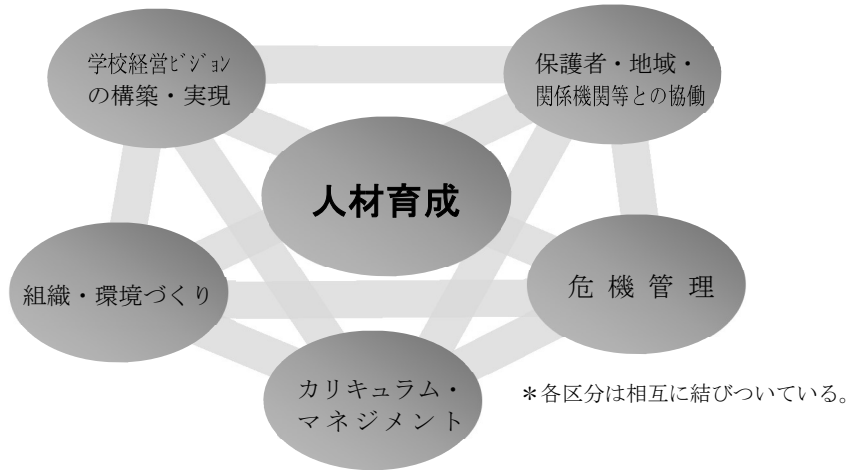 学校経営ビジョン
の構築・実現
保護者・地域・
関係機関等との協働
人材育成
組織・環境づくり
危機管理
カリキュラム・
マネジメント
＊各区分は相互に結びついている。